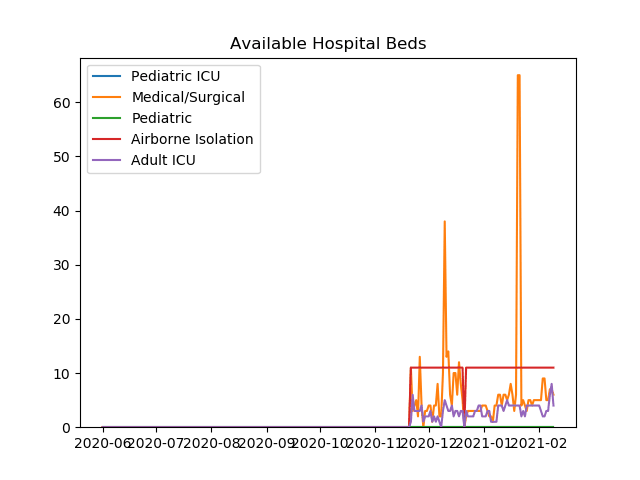 Available Hospital Beds
Pediatric ICU
Medical/Surgical
Pediatric
Airborne Isolation
Adult ICU
60
50
40
30
20
10
0
2020-06 2020-07 2020-08 2020-09 2020-10 2020-11 2020-12 2021-01 2021-02